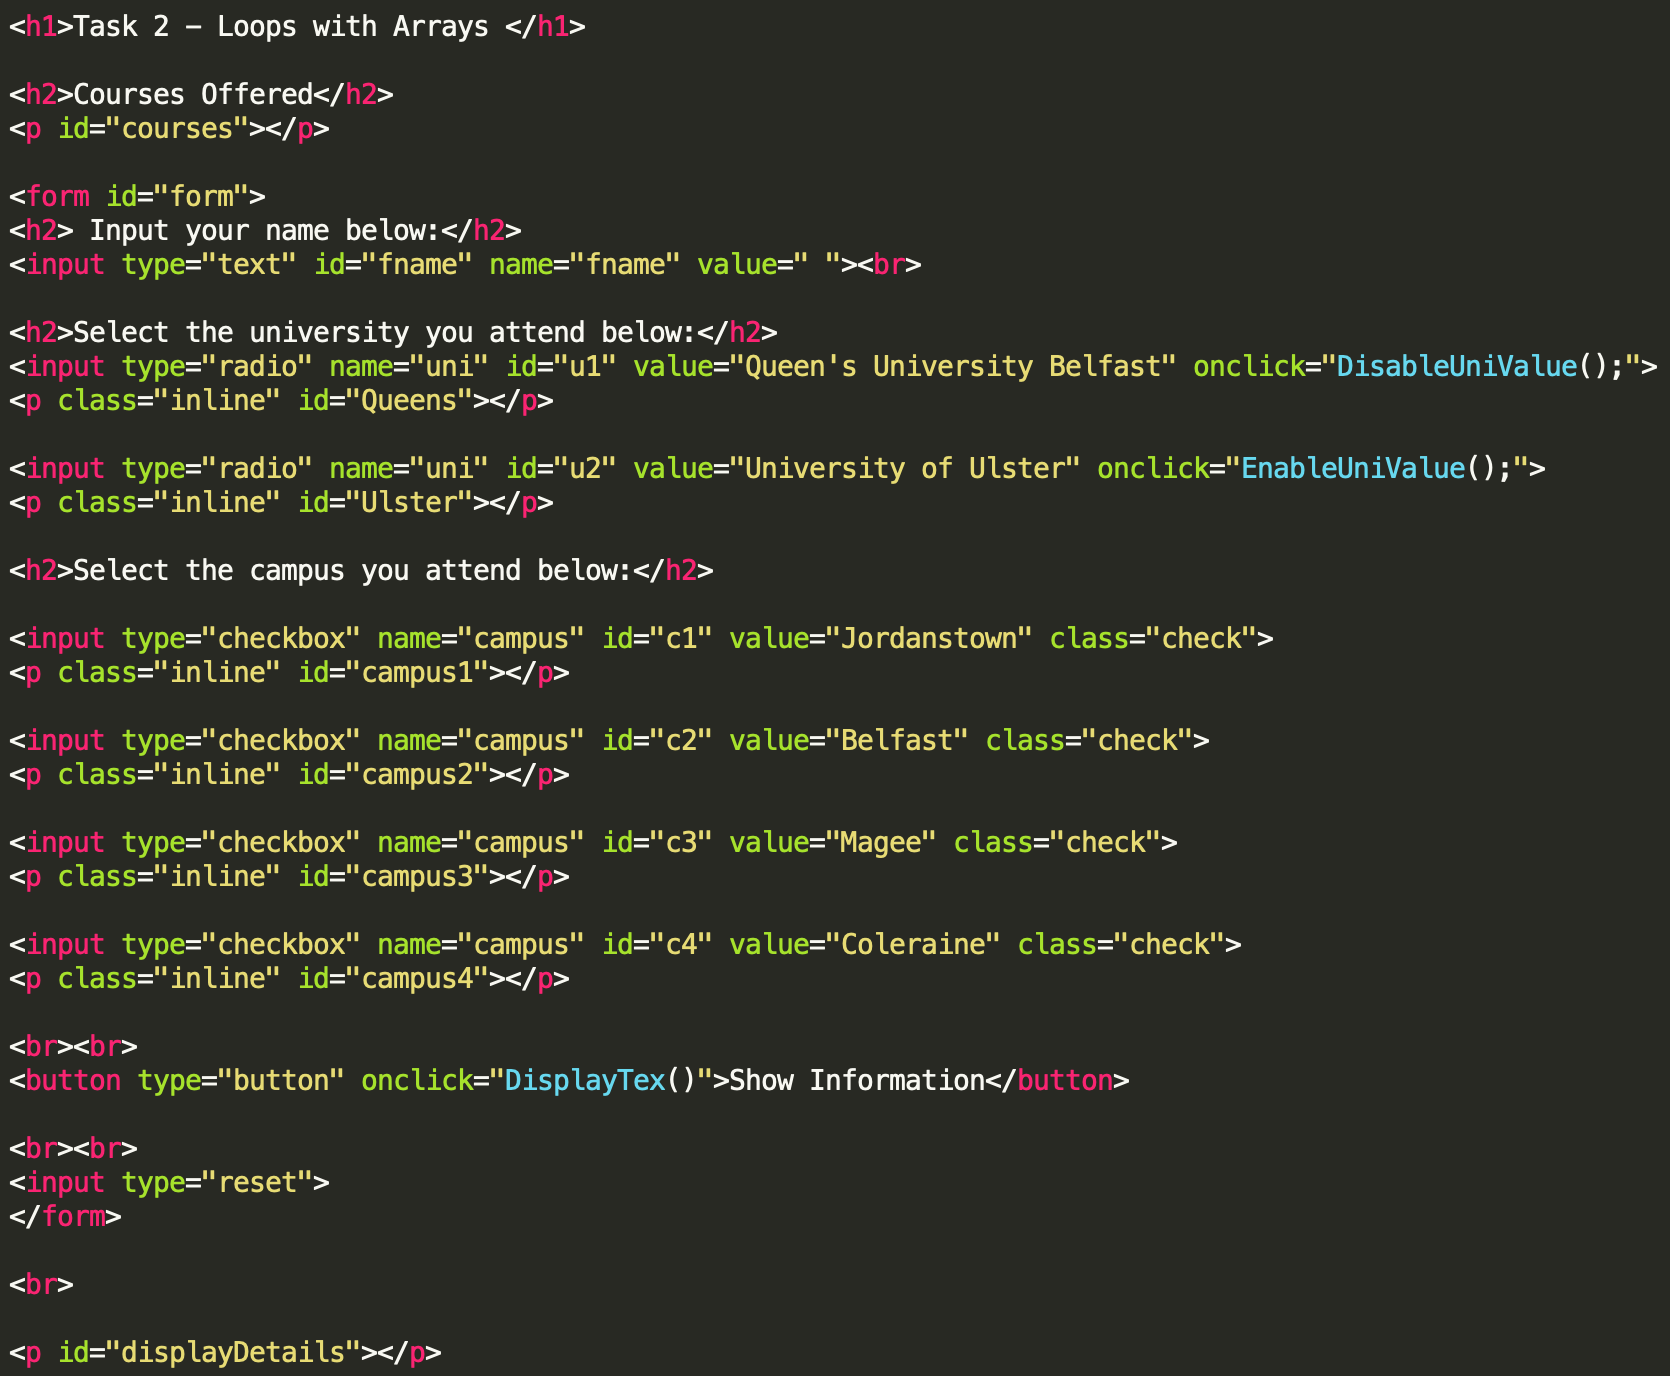 <h1>Task 2 – Loops with Arrays </h1>
<h2>Courses Offered</h2>
<p id="courses"></p>
<form id="form">
<h2> Input your name below:</h2>
<input type="text" id="fname" name="fname" value=" "><br>
<h2>Select the university you attend below:</h2>
<input type="radio" name="uni" id="u1" value="Queen's University Belfast" onclick="DisableUniValue();">
<p class="inline" id="Queens"></p>
<input type="radio" name="uni" id="u2" value="University of Ulster" onclick="EnableUniValue();">
<p class="inline" id="Ulster"></p>
<h2>Select the campus you attend below:</h2>
<input type="checkbox" name="campus" id="c1" value="Jordanstown" class="check">
<p class="inline" id="campus1"></p>
<input type="checkbox" name="campus" id="c2" value="Belfast" class="check">
<p class="inline" id="campus2"></p>
<input type="checkbox" name="campus" id="c3" value="Magee" class="check">
<p class="inline" id="campus3"></p>
<input type="checkbox" name="campus" id="c4" value="Coleraine" class="check">
<p class="inline" id="campus4"></p>
<br><br>
<button type="button" onclick="DisplayTex()">Show Information</button>
<br><br>
<input type="reset">
</form>
<br>
<p id="displayDetails"></p>